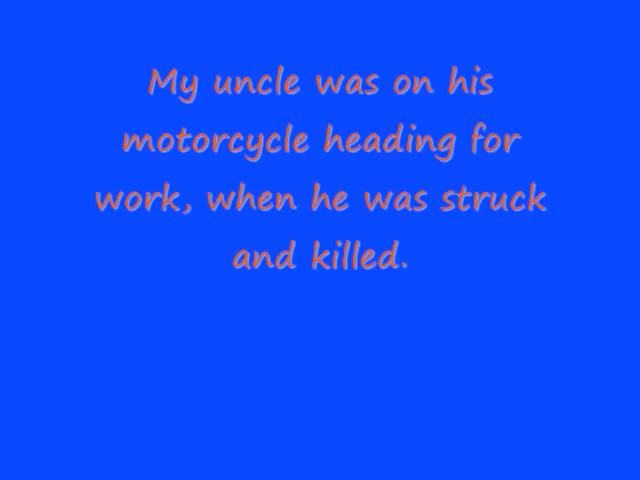 My uncle was on his
motorcycle heading for
work, when he was struck
and killed.